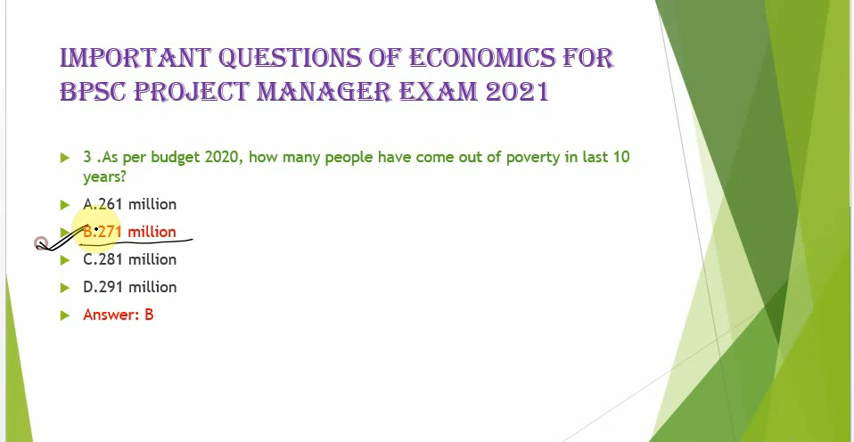 IMPORTANT QUESTIONS OF ECONOMICS FOR
BPSC PROJECT MANAGER EXAM 2021
3 .As per budget 2020, how many people have come out of poverty in last 10
years?
A.261 million
B.271 million
C.281 million
D.291 million
Answer: B